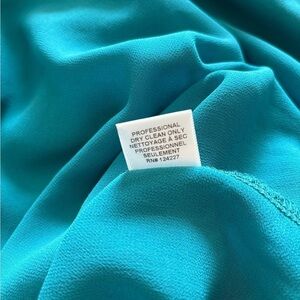 PROFESSIONAL
DRY CLEAN ONLY
NETTOYAGE À SEC
PROFESSIONNEL
SEULEMENT
RN# 124227